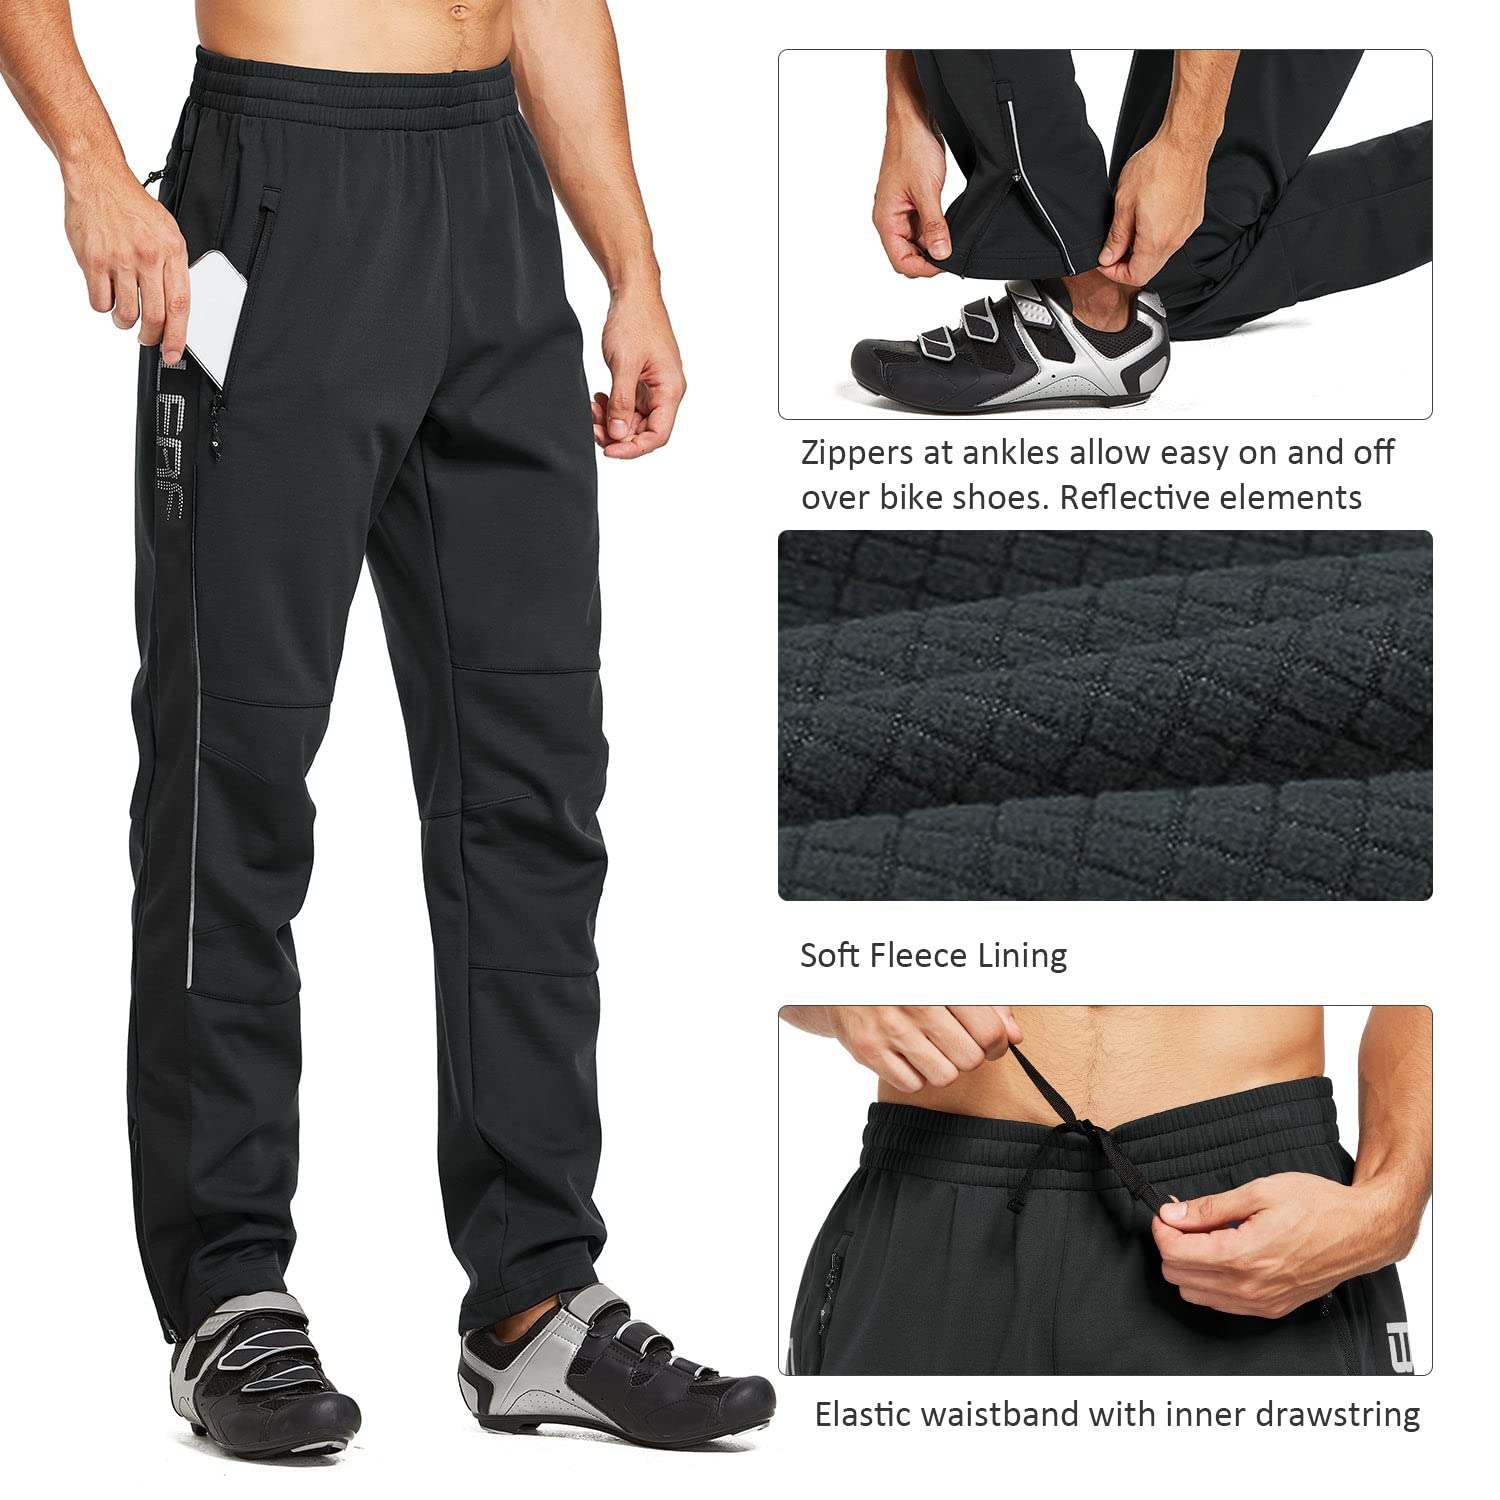 Zippers at ankles allow easy on and off
over bike shoes. Reflective elements
Soft Fleece Lining
Elastic waistband with inner drawstring